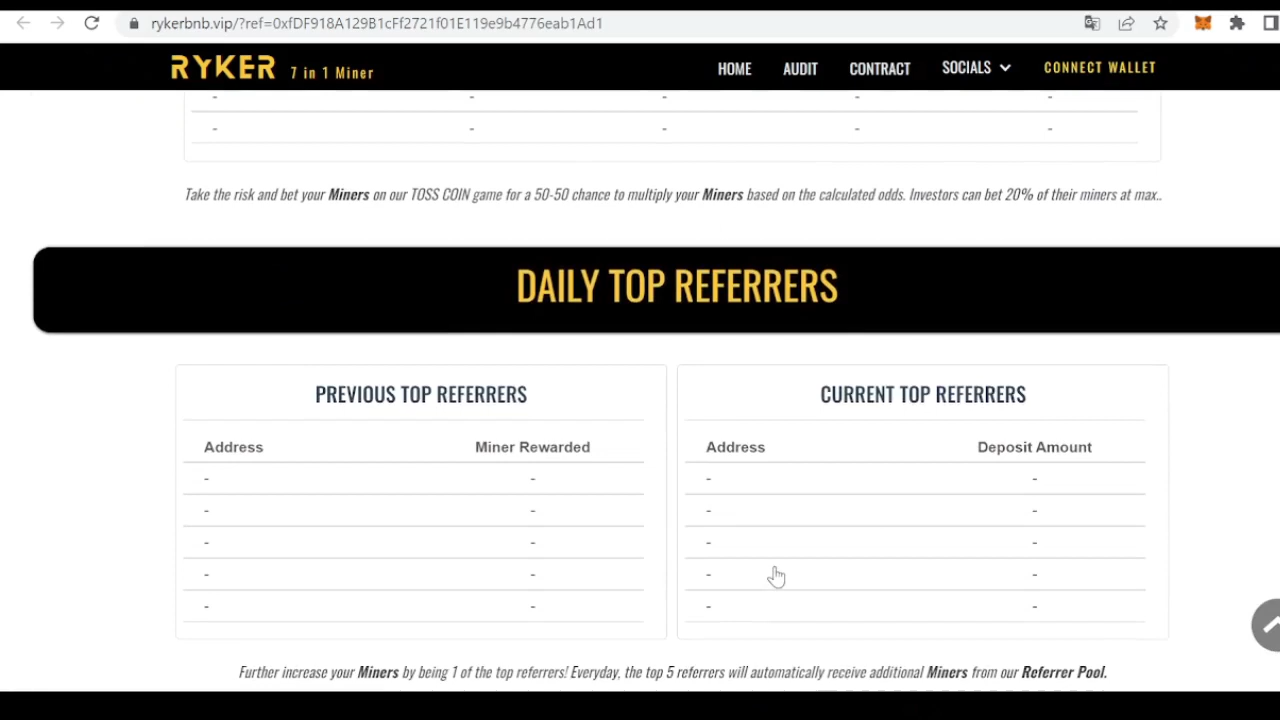 rykerbnb.vip/?ref=0xfDF918A129B1cFf2721f01E119e9b4776eab1Ad1
RYKER 7 in 1 Miner HOME AUDIT CONTRACT SOCIALS CONNECT WALLET
- - - - -
- - - - -
Take the risk and bet your Miners on our TOSS COIN game for a 50-50 chance to multiply your Miners based on the calculated odds. Investors can bet 20% of their miners at max..
DAILY TOP REFERRERS
PREVIOUS TOP REFERRERS
Address Miner Rewarded
- -
- -
- -
- -
- -
CURRENT TOP REFERRERS
Address Deposit Amount
- -
- -
- -
- -
- -
Further increase your Miners by being 1 of the top referrers! Everyday, the top 5 referrers will automatically receive additional Miners from our Referrer Pool.